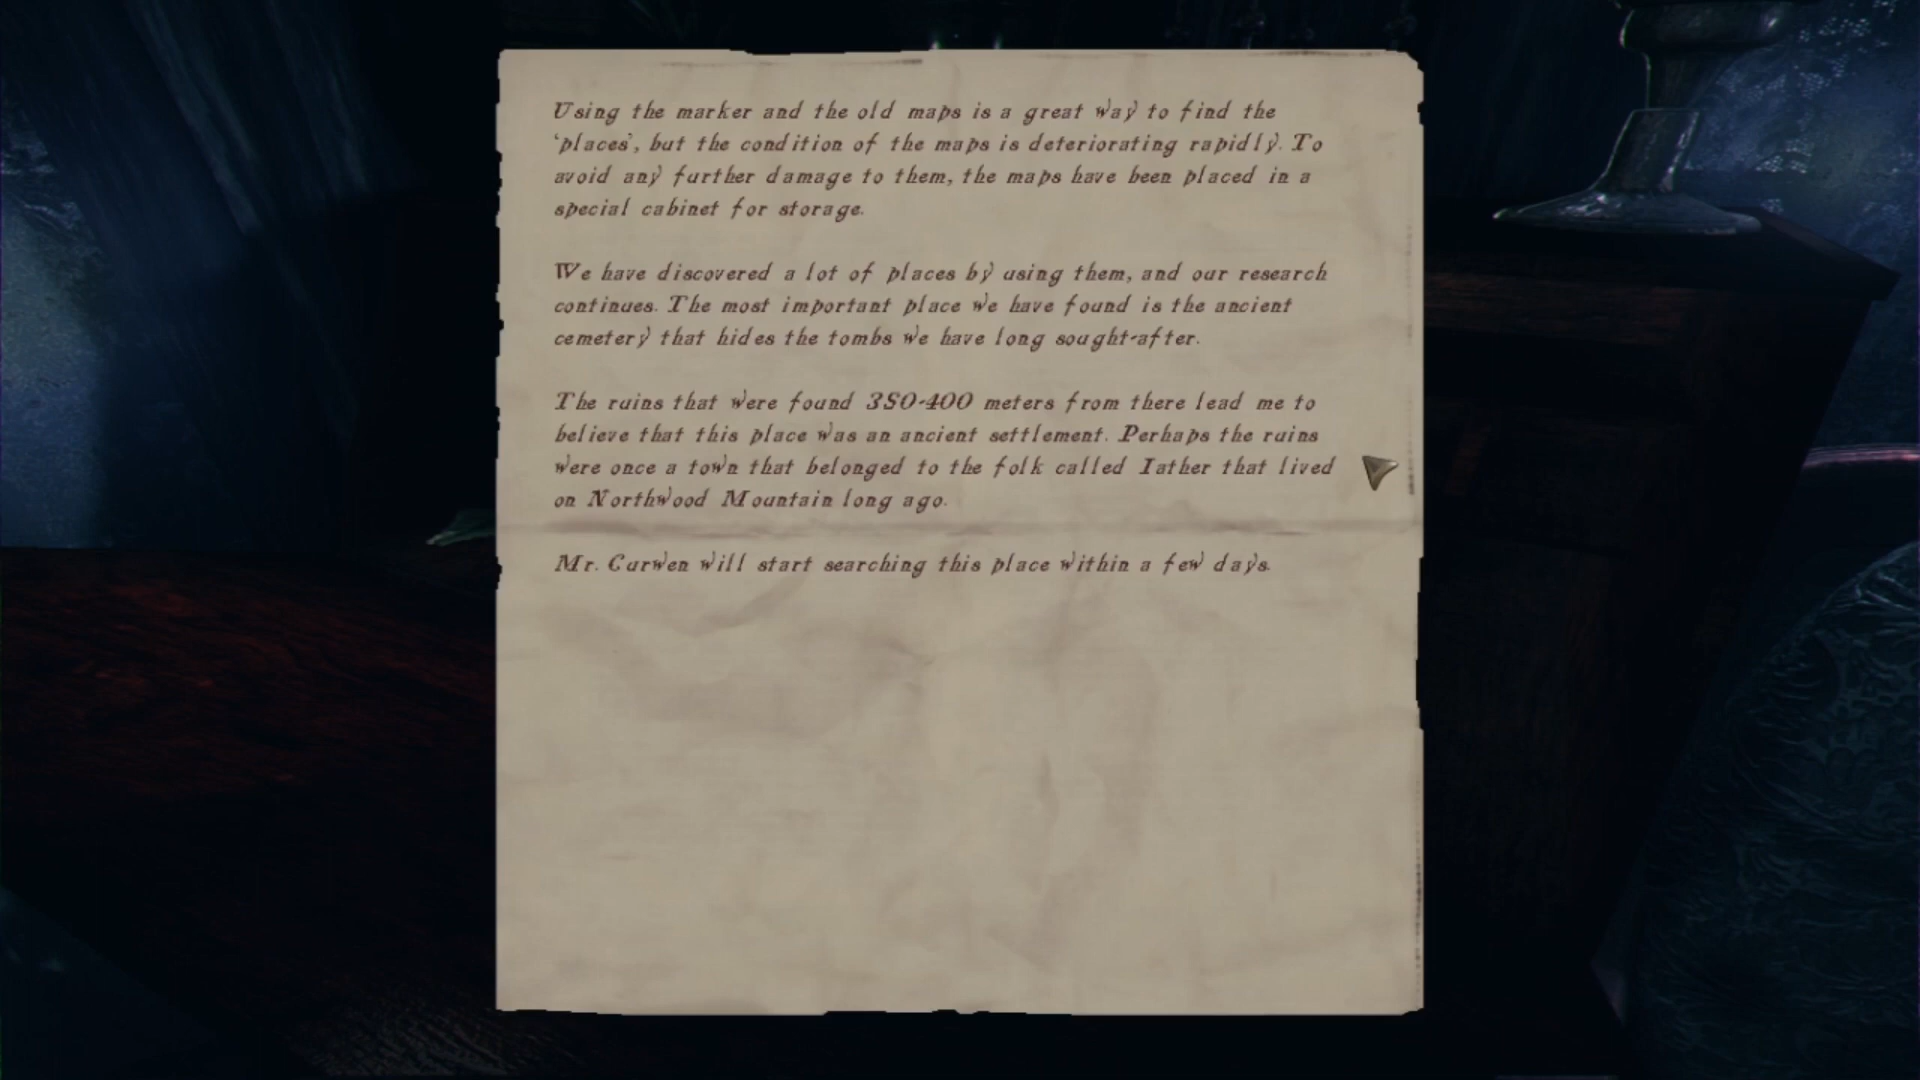 Using the marker and the old maps is a great way to find the
'places', but the condition of the maps is deteriorating rapidly. To
avoid any further damage to them, the maps have been placed in a
special cabinet for storage.
We have discovered a lot of places by using them, and our research
continues. The most important place we have found is the ancient
cemetery that hides the tombs we have long sought-after.
The ruins that were found 350-400 meters from there lead me to
believe that this place was an ancient settlement. Perhaps the ruins
were once a town that belonged to the folk called Iather that lived
on Northwood Mountain long ago.
Mr. Curwen will start searching this place within a few days.